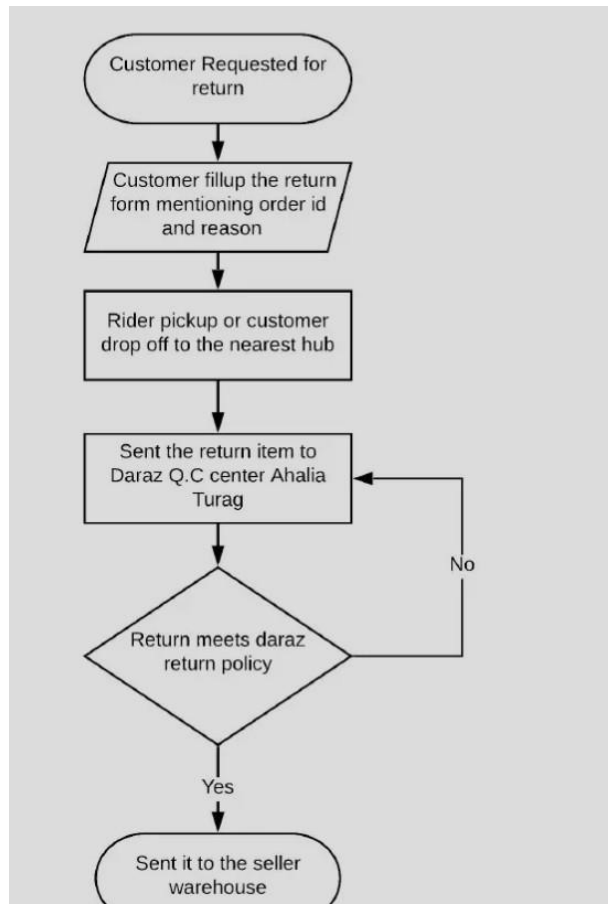 Customer Requested for
return
Customer fillup the return
form mentioning order id
and reason
Rider pickup or customer
drop off to the nearest hub
Sent the return item to
Daraz Q.C center Ahalia
Turag
No
Return meets daraz
return policy
Yes
Sent it to the seller
warehouse